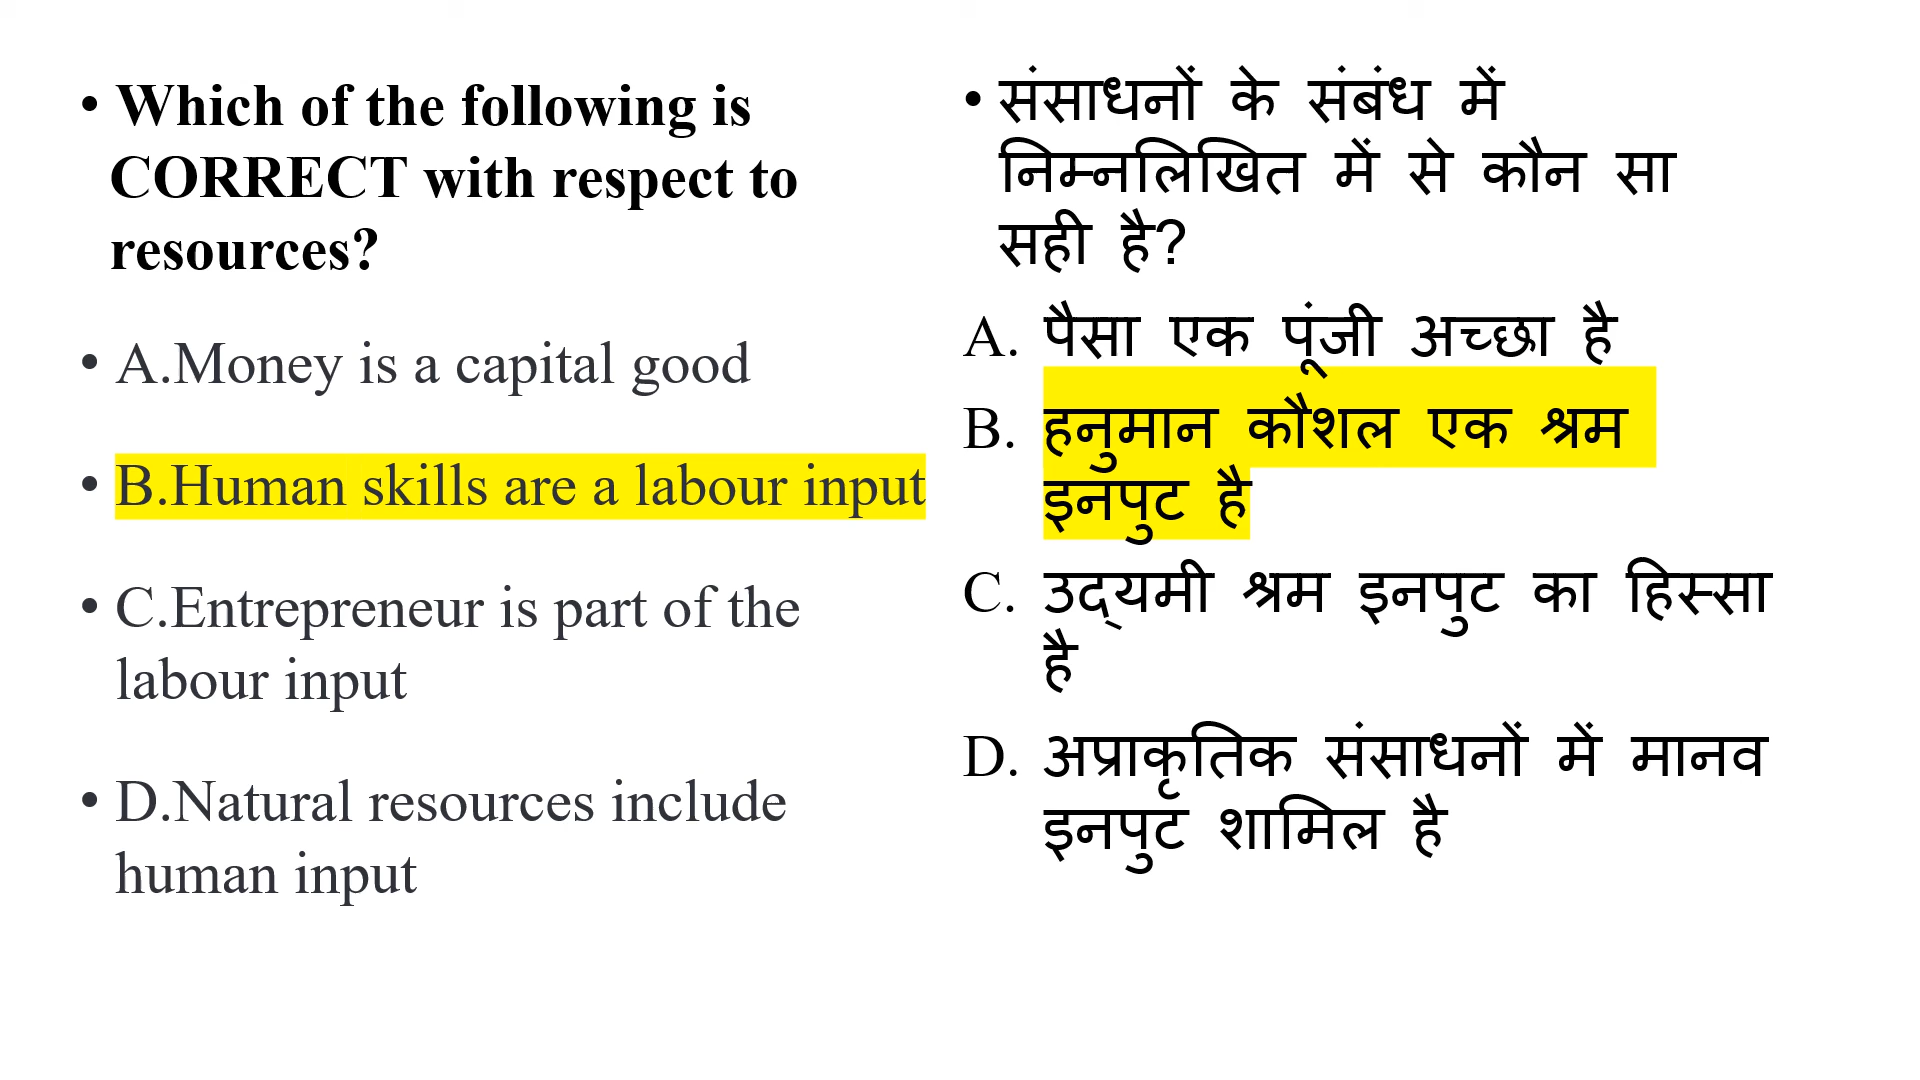 • Which of the following is
CORRECT with respect to
resources?
• A.Money is a capital good
• B.Human skills are a labour input
• C.Entrepreneur is part of the
labour input
• D.Natural resources include
human input
• संसाधनों के संबंध में
निम्नलिखित में से कौन सा
सही है?
A. पैसा एक पूंजी अच्छा है
B. हनुमान कौशल एक श्रम
इनपुट है
C. उद्यमी श्रम इनपुट का हिस्सा
है
D. अप्राकृतिक संसाधनों में मानव
इनपुट शामिल है